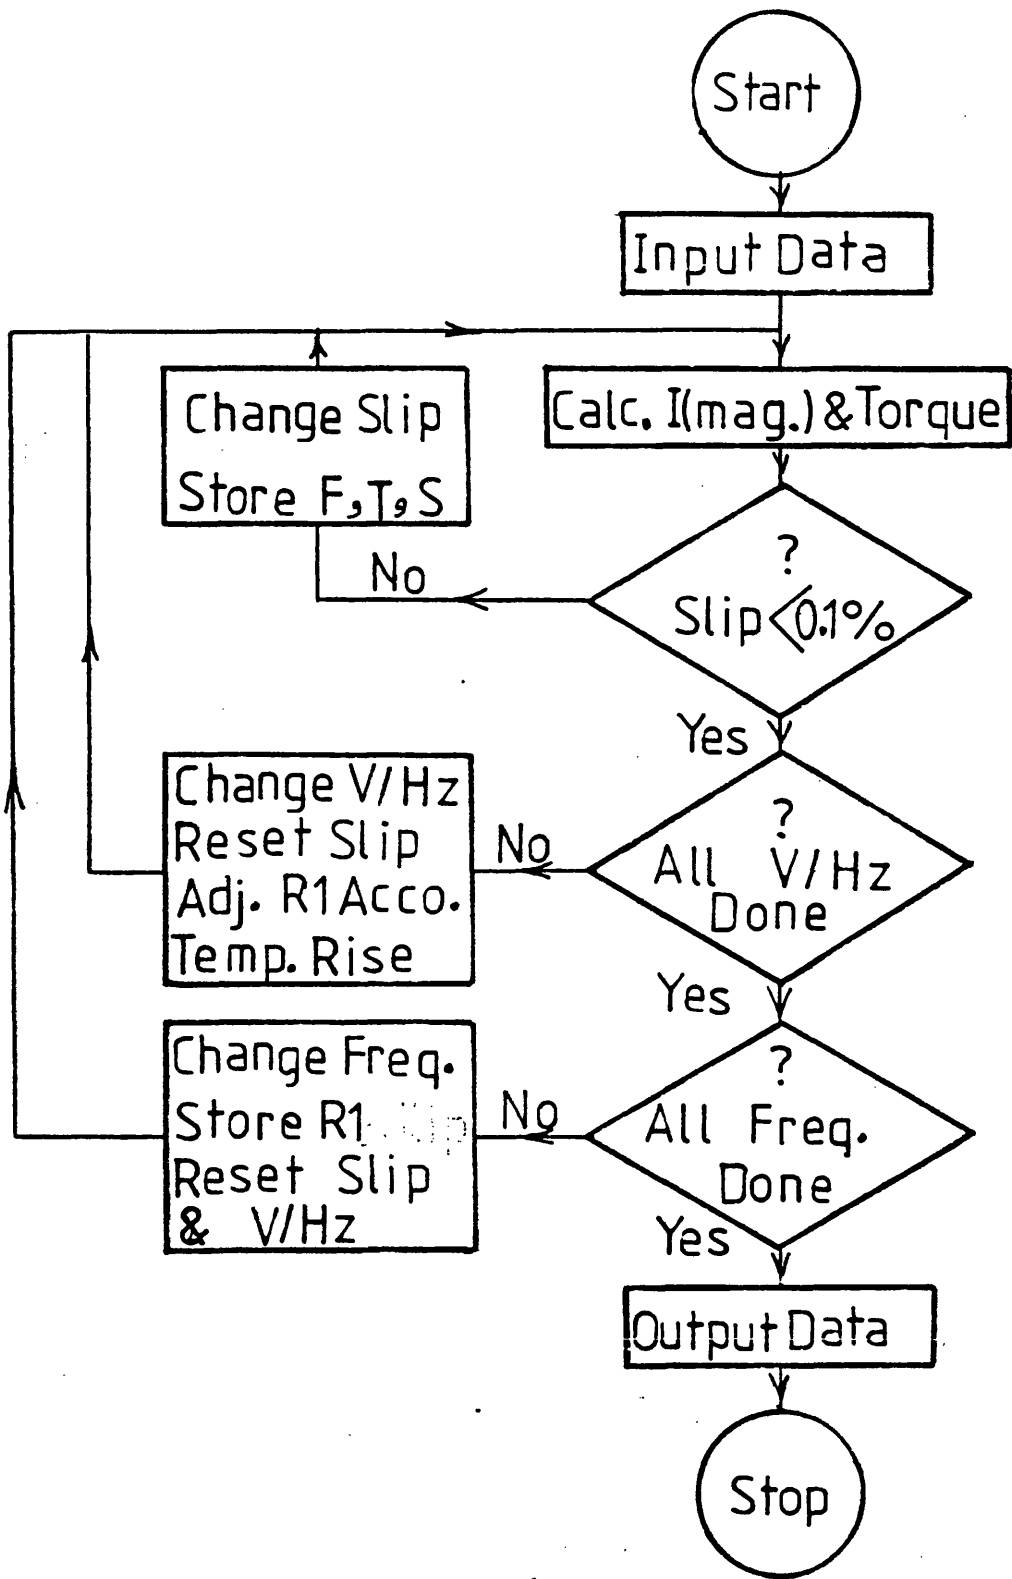 Start
Input Data
Calc. I(mag.) & Torque
Change Slip
Store F, T, S
?
Slip<0.1%
No
Yes
Change V/Hz
Reset Slip
Adj. R1 Acco.
Temp. Rise
No
?
All V/Hz
Done
Yes
Change Freq.
Store R1
Reset Slip
& V/Hz
No
?
All Freq.
Done
Yes
Output Data
Stop